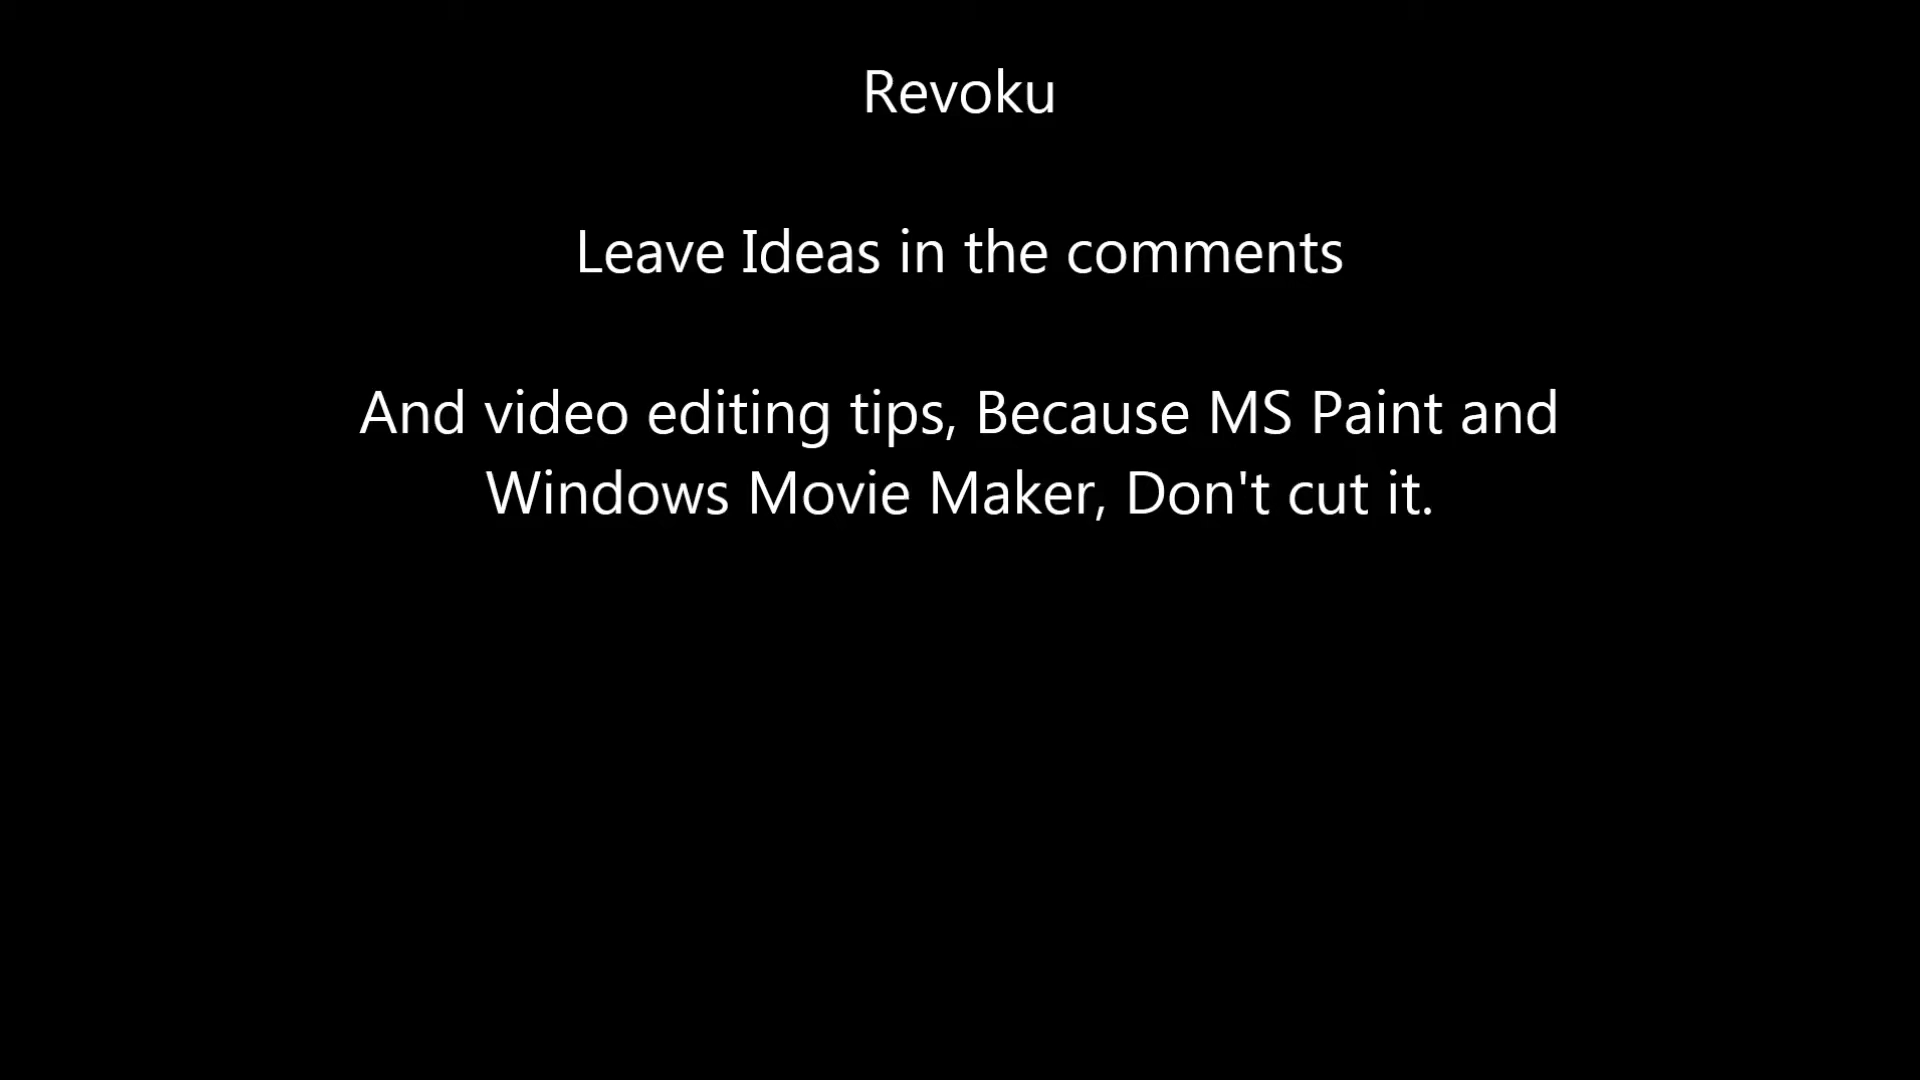 Revoku
Leave Ideas in the comments
And video editing tips, Because MS Paint and
Windows Movie Maker, Don't cut it.